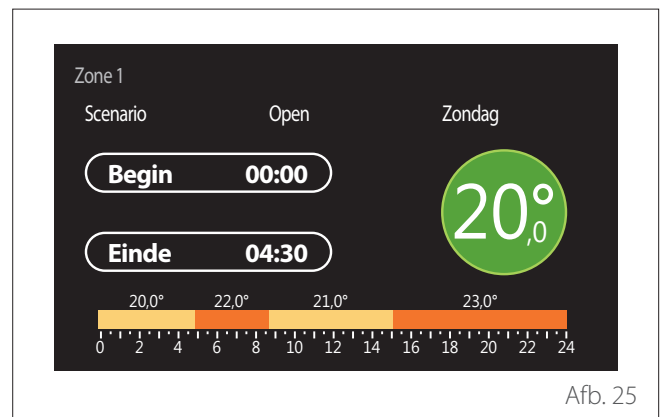 Zone 1
Scenario Open Zondag
Begin 00:00
20°,0
Einde 04:30
20,0° 22,0° 21,0° 23,0°
0 2 4 6 8 10 12 14 16 18 20 22 24
Afb. 25